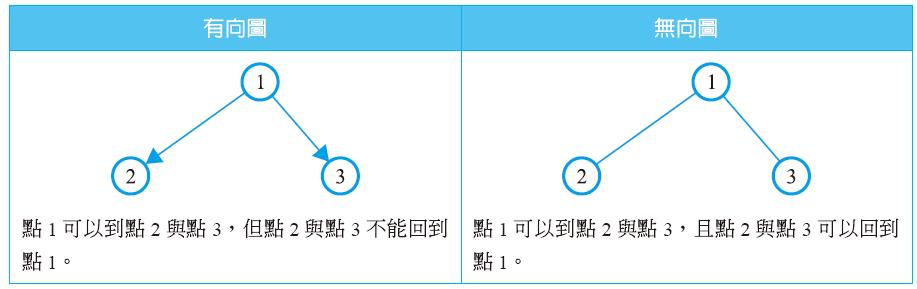 有向圖
無向圖
1
2
3
點 1 可以到點 2 與點 3，但點 2 與點 3 不能回到
點 1。
1
2
3
點 1 可以到點 2 與點 3，且點 2 與點 3 可以回到
點 1。